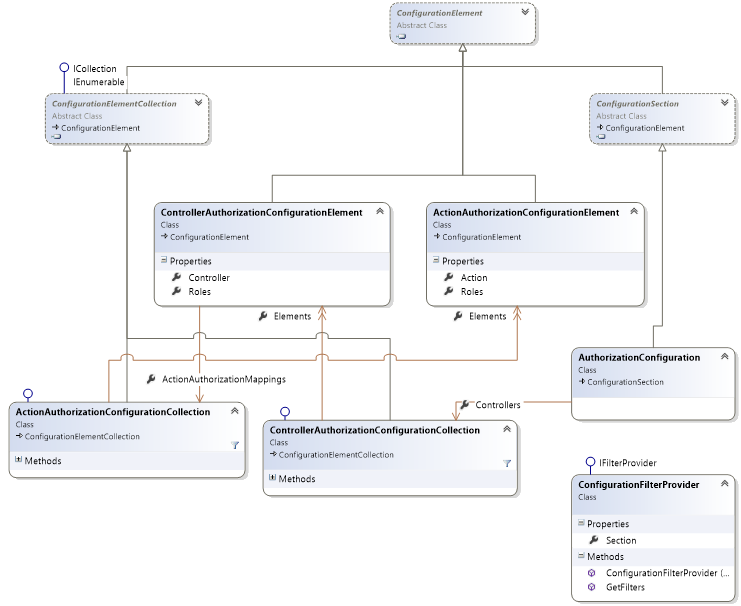 ConfigurationElement
Abstract Class
ICollection
IEnumerable
ConfigurationElementCollection
Abstract Class
ConfigurationElement
ConfigurationSection
Abstract Class
ConfigurationElement
ControllerAuthorizationConfigurationElement
Class
ConfigurationElement
Properties
Controller
Roles
ActionAuthorizationConfigurationElement
Class
ConfigurationElement
Properties
Action
Roles
Elements
Elements
AuthorizationConfiguration
Class
ConfigurationSection
ActionAuthorizationMappings
Controllers
ActionAuthorizationConfigurationCollection
Class
ConfigurationElementCollection
Methods
ControllerAuthorizationConfigurationCollection
Class
ConfigurationElementCollection
Methods
IFilterProvider
ConfigurationFilterProvider
Class
Properties
Section
Methods
ConfigurationFilterProvider (...
GetFilters